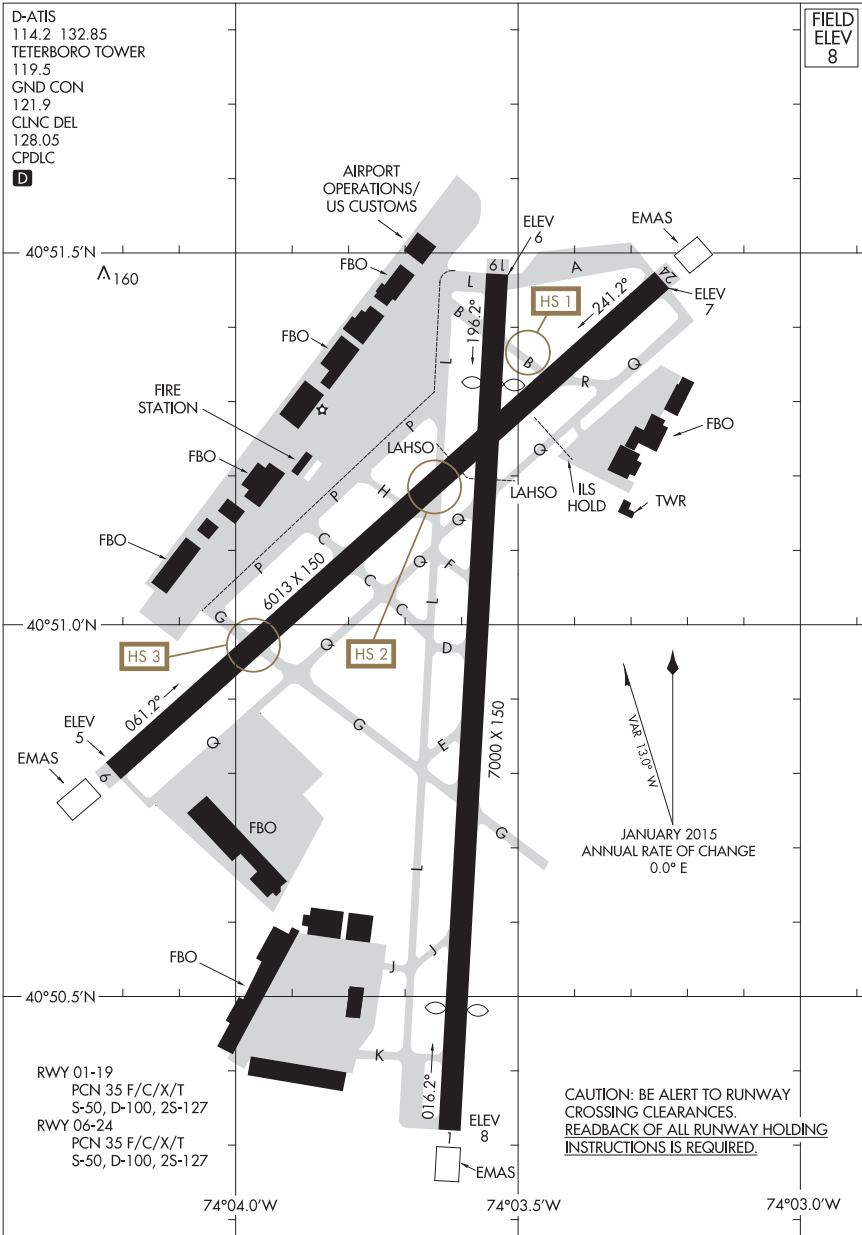 D-ATIS
114.2 132.85
TETERBORO TOWER
119.5
GND CON
121.9
CLNC DEL
128.05
CPDLC
D
FIELD
ELEV
8
AIRPORT
OPERATIONS/
US CUSTOMS
ELEV
6
EMAS
40°51.5'N
160
FBO
19
A
24
L
HS 1
241.2°
ELEV
7
B
196.2°
FBO
L
B
R
Q
FIRE
STATION
P
FBO
LAHSO
Q
FBO
P
H
LAHSO
ILS
HOLD
TWR
Q
FBO
C
6013 X 150
P
C
Q
F
C
L
G
40°51.0'N
HS 3
Q
HS 2
D
061.2°
ELEV
5
G
E
7000 X 150
VAR 13.0° W
Q
EMAS
6
JANUARY 2015
ANNUAL RATE OF CHANGE
0.0° E
FBO
G
L
FBO
J
J
40°50.5'N
K
016.2°
RWY 01-19
PCN 35 F/C/X/T
S-50, D-100, 2S-127
RWY 06-24
PCN 35 F/C/X/T
S-50, D-100, 2S-127
ELEV
8
1
EMAS
CAUTION: BE ALERT TO RUNWAY
CROSSING CLEARANCES.
READBACK OF ALL RUNWAY HOLDING
INSTRUCTIONS IS REQUIRED.
74°04.0'W
74°03.5'W
74°03.0'W